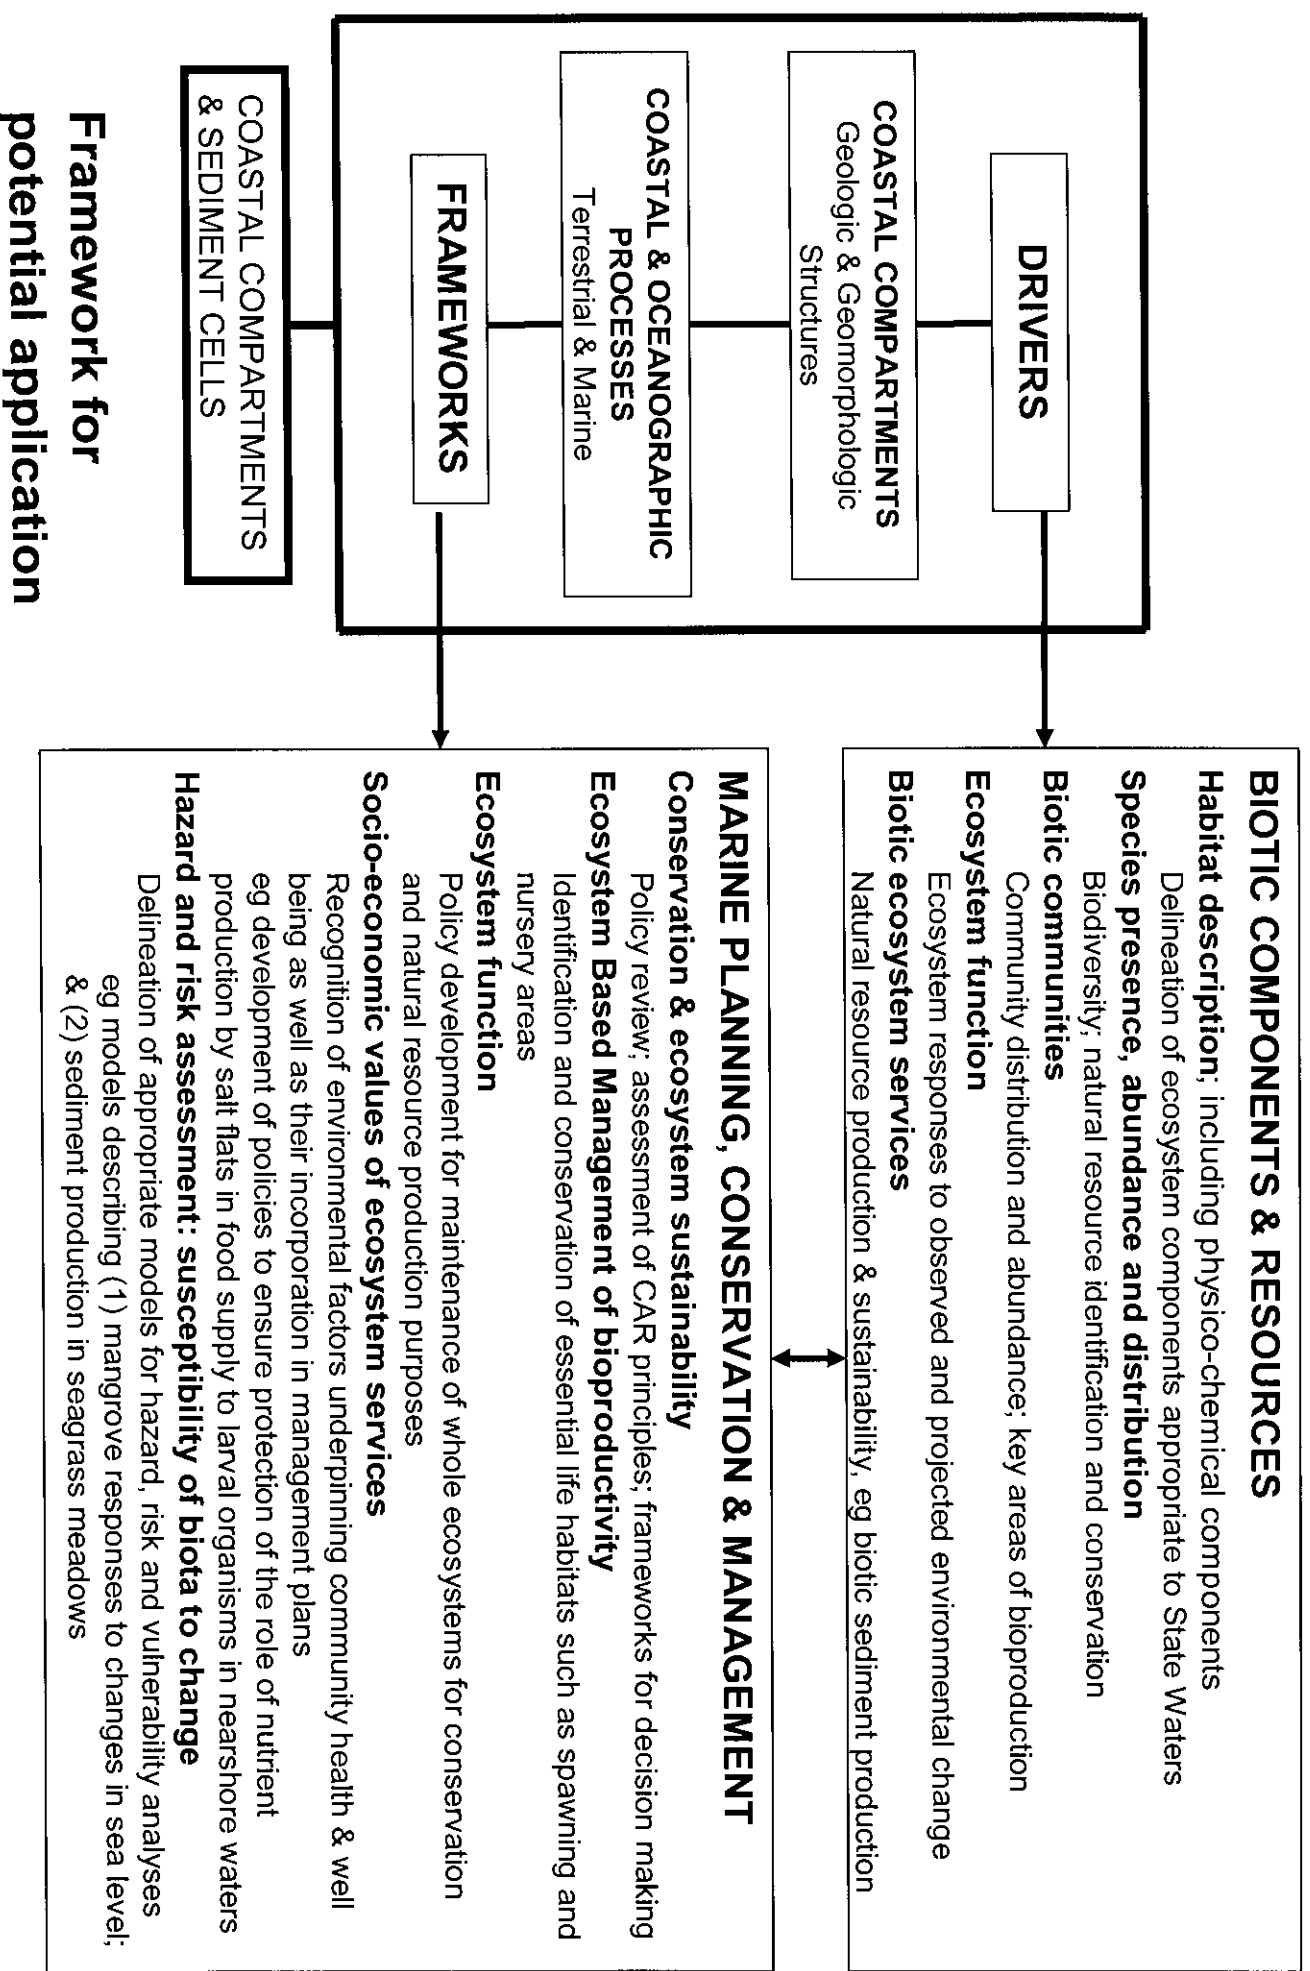 DRIVERS
COASTAL COMPARTMENTS
Geologic & Geomorphologic
Structures
COASTAL & OCEANOGRAPHIC
PROCESSES
Terrestrial & Marine
FRAMEWORKS
COASTAL COMPARTMENTS
& SEDIMENT CELLS
Framework for
potential application
BIOTIC COMPONENTS & RESOURCES
Habitat description; including physico-chemical components
Delineation of ecosystem components appropriate to State Waters
Species presence, abundance and distribution
Biodiversity; natural resource identification and conservation
Biotic communities
Community distribution and abundance; key areas of bioproduction
Ecosystem function
Ecosystem responses to observed and projected environmental change
Biotic ecosystem services
Natural resource production & sustainability, eg biotic sediment production
MARINE PLANNING, CONSERVATION & MANAGEMENT
Conservation & ecosystem sustainability
Policy review; assessment of CAR principles; frameworks for decision making
Ecosystem Based Management of bioproductivity
Identification and conservation of essential life habitats such as spawning and
nursery areas
Ecosystem function
Policy development for maintenance of whole ecosystems for conservation
and natural resource production purposes
Socio-economic values of ecosystem services
Recognition of environmental factors underpinning community health & well
being as well as their incorporation in management plans
eg development of policies to ensure protection of the role of nutrient
production by salt flats in food supply to larval organisms in nearshore waters
Hazard and risk assessment: susceptibility of biota to change
Delineation of appropriate models for hazard, risk and vulnerability analyses
eg models describing (1) mangrove responses to changes in sea level;
& (2) sediment production in seagrass meadows